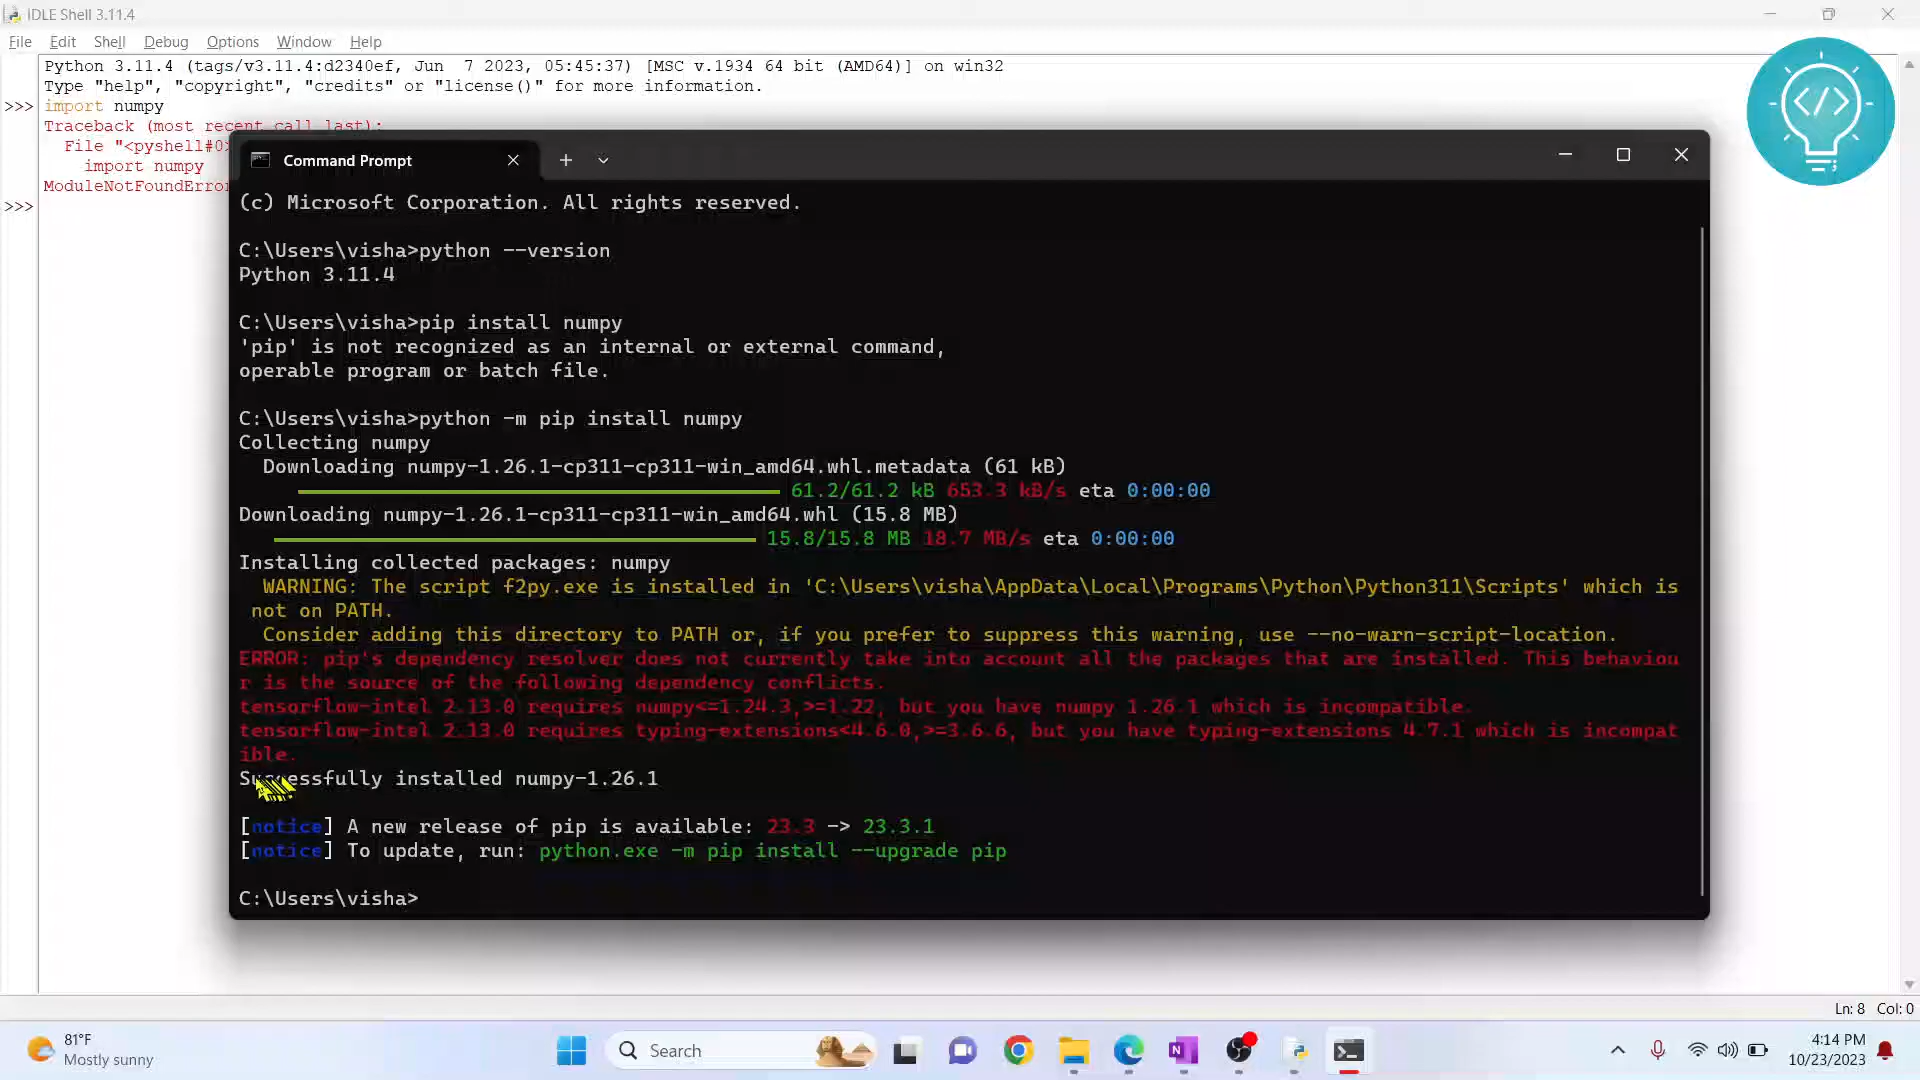 IDLE Shell 3.11.4
File Edit Shell Debug Options Window Help
Python 3.11.4 (tags/v3.11.4:d2340ef, Jun  7 2023, 05:45:37) [MSC v.1934 64 bit (AMD64)] on win32
Type "help", "copyright", "credits" or "license()" for more information.
>>> import numpy
Traceback (most recent call last):
File "<pyshell#0>
import numpy
ModuleNotFoundError
>>>
Command Prompt
(c) Microsoft Corporation. All rights reserved.
C:\Users\visha>python --version
Python 3.11.4
C:\Users\visha>pip install numpy
'pip' is not recognized as an internal or external command,
operable program or batch file.
C:\Users\visha>python -m pip install numpy
Collecting numpy
Downloading numpy-1.26.1-cp311-cp311-win_amd64.whl.metadata (61 kB)
61.2/61.2 kB 653.3 kB/s eta 0:00:00
Downloading numpy-1.26.1-cp311-cp311-win_amd64.whl (15.8 MB)
15.8/15.8 MB 18.7 MB/s eta 0:00:00
Installing collected packages: numpy
WARNING: The script f2py.exe is installed in 'C:\Users\visha\AppData\Local\Programs\Python\Python311\Scripts' which is
not on PATH.
Consider adding this directory to PATH or, if you prefer to suppress this warning, use --no-warn-script-location.
ERROR: pip's dependency resolver does not currently take into account all the packages that are installed. This behaviou
r is the source of the following dependency conflicts.
tensorflow-intel 2.13.0 requires numpy<=1.24.3,>=1.22, but you have numpy 1.26.1 which is incompatible.
tensorflow-intel 2.13.0 requires typing-extensions<4.6.0,>=3.6.6, but you have typing-extensions 4.7.1 which is incompat
ible.
Successfully installed numpy-1.26.1
[notice] A new release of pip is available: 23.3 -> 23.3.1
[notice] To update, run: python.exe -m pip install --upgrade pip
C:\Users\visha>
Ln: 8 Col: 0
81°F
Mostly sunny
Search
4:14 PM
10/23/2023